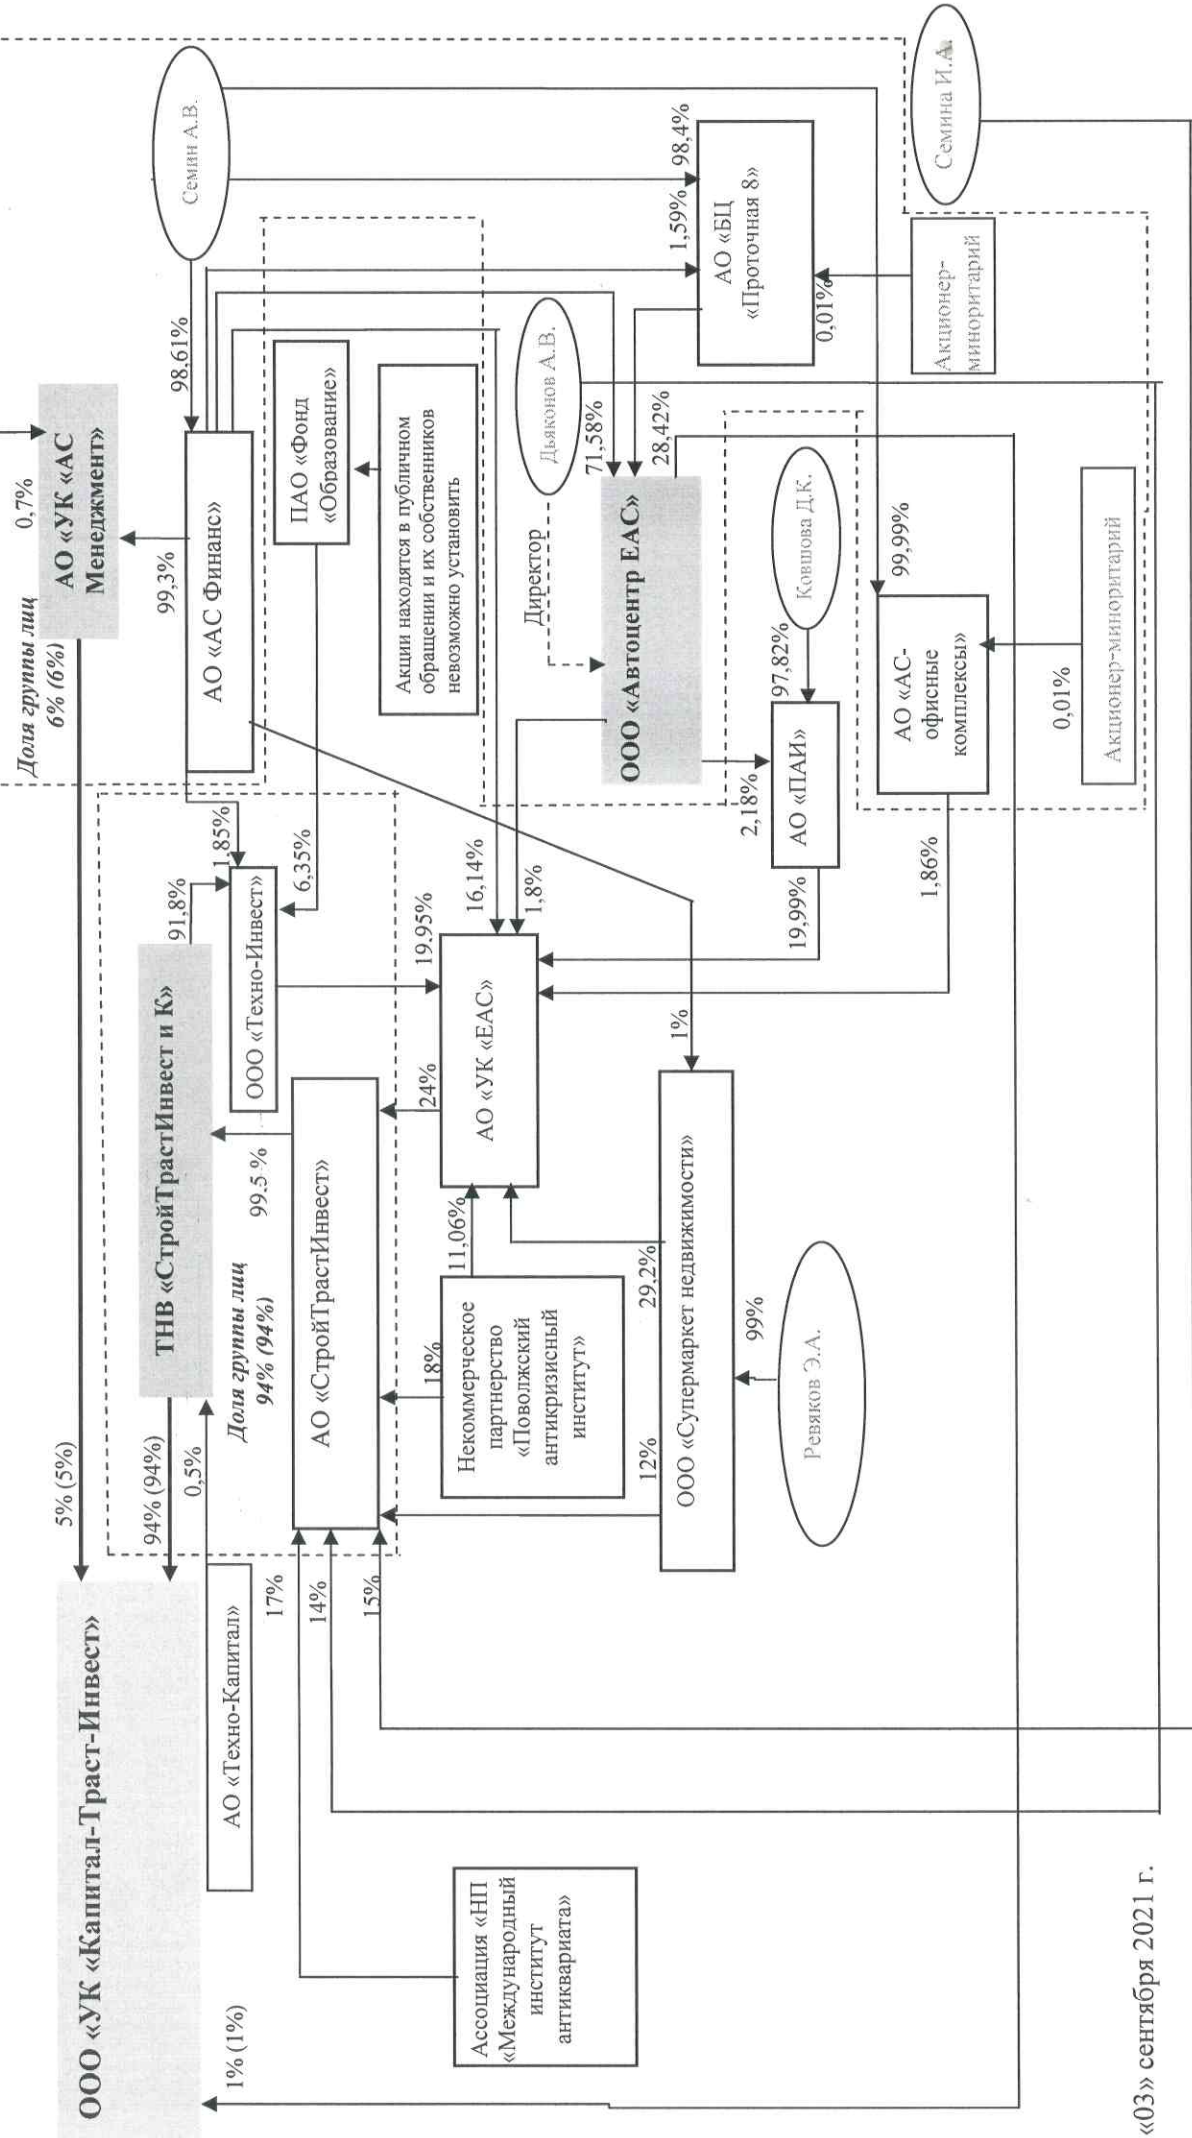 ООО «УК «Капитал-Траст-Инвест»
5% (5%)
94% (94%)
0,5%
1% (1%)
АО «Техно-Капитал»
17%
14%
15%
Ассоциация «НП
«Международный
институт
антиквариата»
«03» сентября 2021 г.
ТНВ «СтройТрастИнвест и К»
Доля группы лиц
94% (94%)
99.5 %
АО «СтройТрастИнвест»
91,8%
1,85%
ООО «Техно-Инвест»
6,35%
19.95%
24%
18%
11,06%
Некоммерческое
партнерство
«Поволжский
антикризисный
институт»
АО «УК «ЕАС»
16,14%
1,8%
12%
29,2%
ООО «Супермаркет недвижимости»
1%
99%
Ревяков Э.А.
19,99%
1,86%
Доля группы лиц
6% (6%)
0,7%
АО «УК «АС
Менеджмент»
99,3%
98,61%
АО «АС Финанс»
Семин А.В.
ПАО «Фонд
«Образование»
Акции находятся в публичном
обращении и их собственников
невозможно установить
Директор
Дьяконов А.В.
71,58%
28,42%
ООО «Автоцентр ЕАС»
1,59%
98,4%
АО «БЦ
«Проточная 8»
0,01%
Акционер-
миноритарий
Семина И.А.
2,18%
97,82%
АО «ПАИ»
Ковшова Д.К.
99,99%
АО «АС-
офисные
комплексы»
0,01%
Акционер-миноритарий